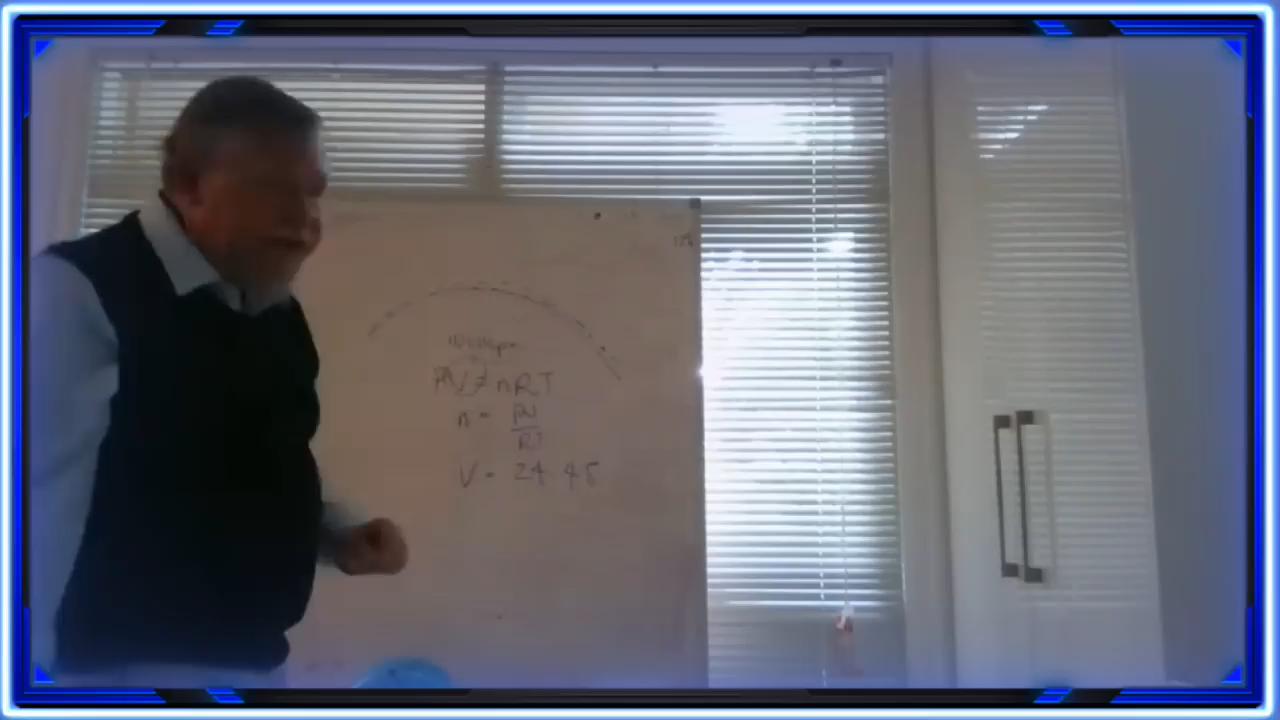 PV = nRT
n = PV
RT
V = 24.45